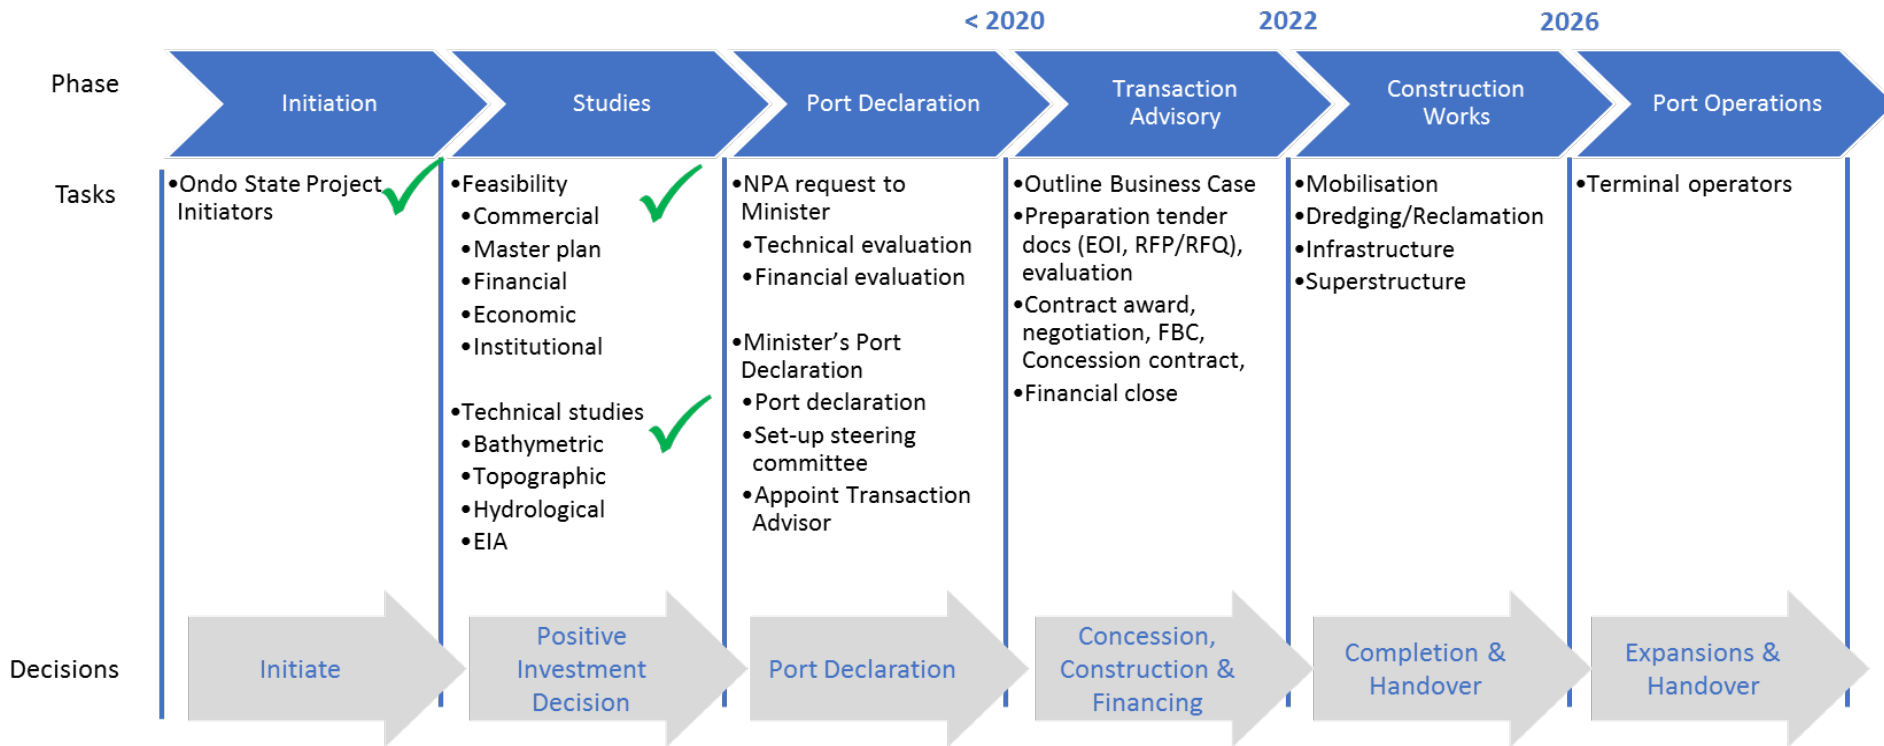 < 2020
2022
2026
Phase
Initiation
Studies
Port Declaration
Transaction
Advisory
Construction
Works
Port Operations
Tasks
•Ondo State Project
Initiators
•Feasibility
•Commercial
•Master plan
•Financial
•Economic
•Institutional
•Technical studies
•Bathymetric
•Topographic
•Hydrological
•EIA
•NPA request to
Minister
•Technical evaluation
•Financial evaluation
•Minister’s Port
Declaration
•Port declaration
•Set-up steering
committee
•Appoint Transaction
Advisor
•Outline Business Case
•Preparation tender
docs (EOI, RFP/RFQ),
evaluation
•Contract award,
negotiation, FBC,
Concession contract,
•Financial close
•Mobilisation
•Dredging/Reclamation
•Infrastructure
•Superstructure
•Terminal operators
Decisions
Initiate
Positive
Investment
Decision
Port Declaration
Concession,
Construction &
Financing
Completion &
Handover
Expansions &
Handover